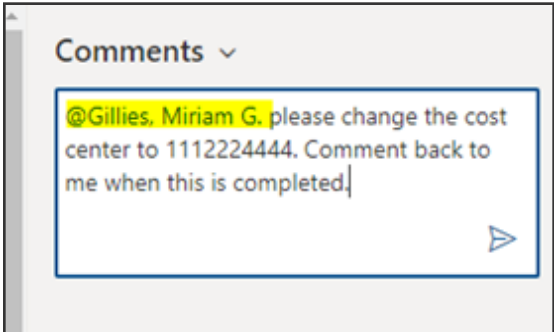 Comments
@Gillies, Miriam G. please change the cost
center to 1112224444. Comment back to
me when this is completed.